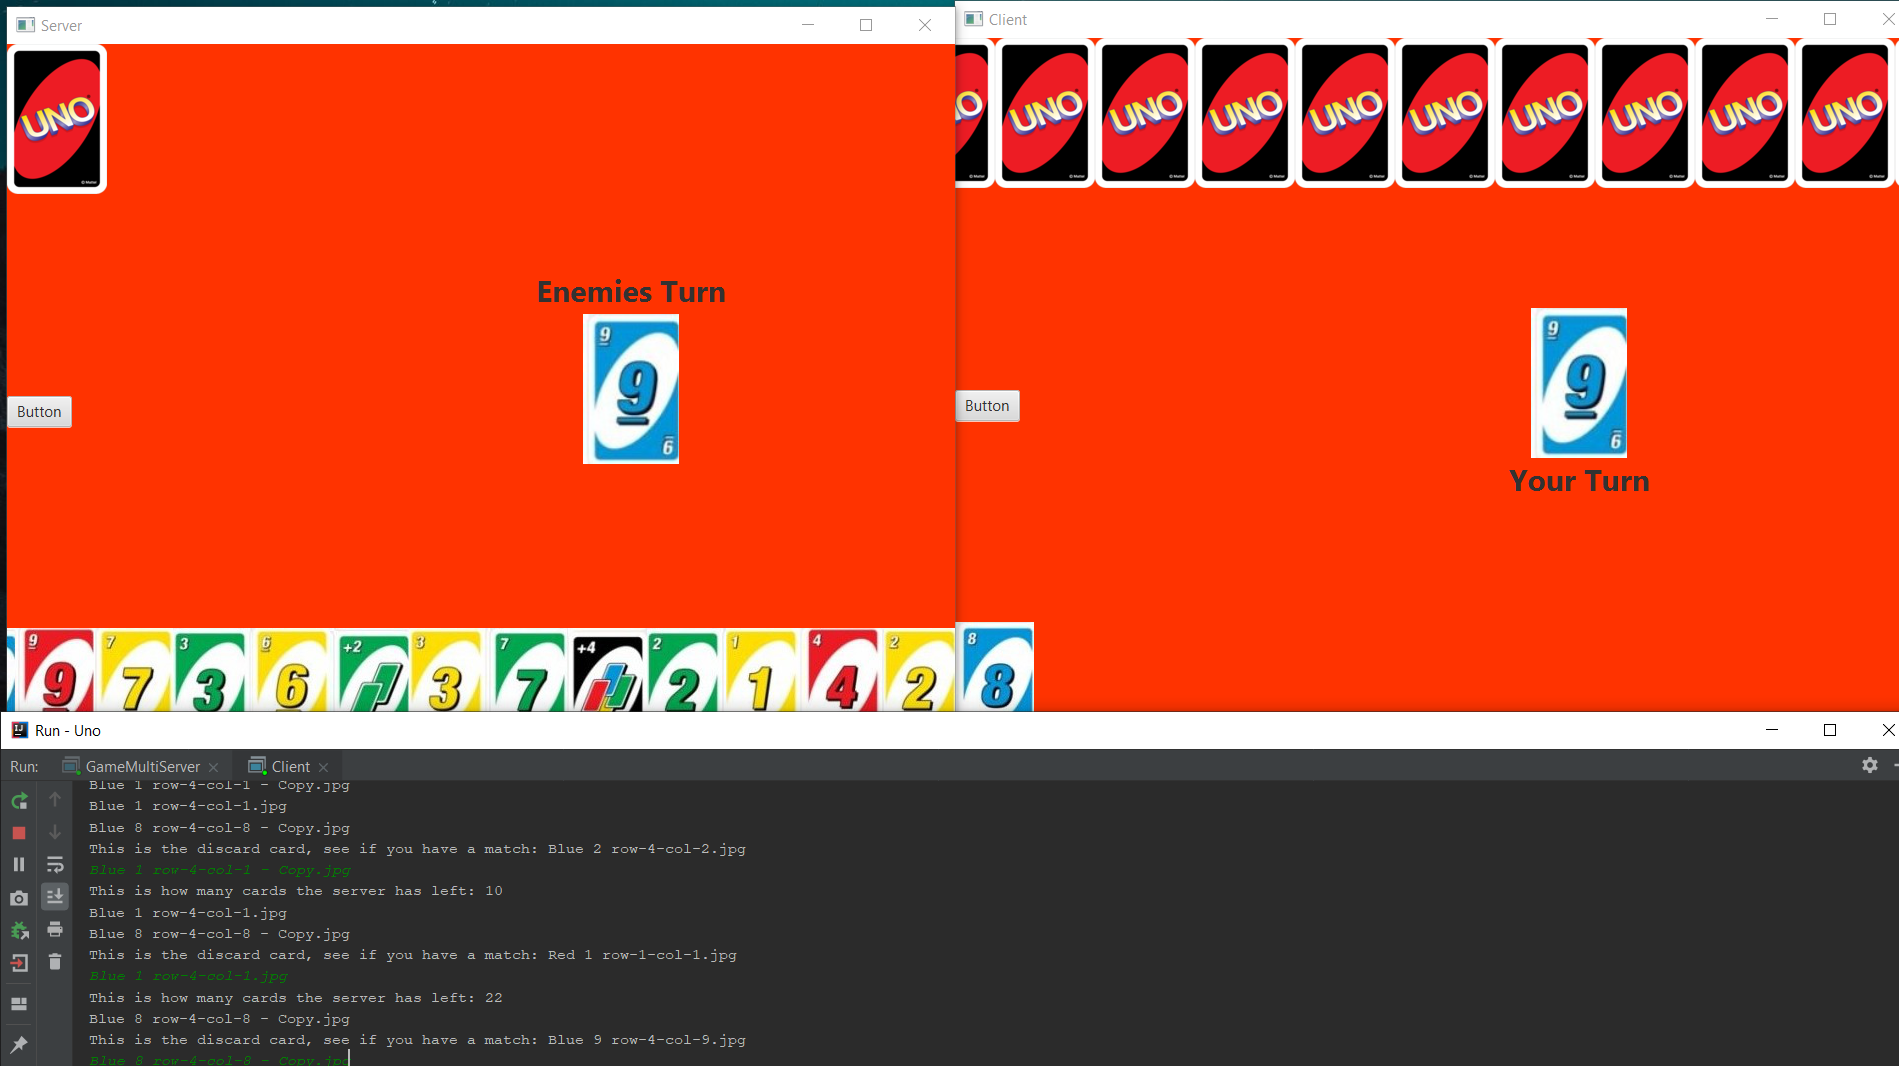 Server
UNO
Enemies Turn
9
9
9
Button
9 9
7 7
3 3
6 6
+2
3 3
7 7
+4
2 2
1 1
4 4
2 2
Client
UNO UNO UNO UNO UNO UNO UNO UNO UNO UNO
9
9
9
Button
Your Turn
8 8
Run - Uno
Run: GameMultiServer Client
Blue 1 row-4-col-1 - Copy.jpg
Blue 1 row-4-col-1.jpg
Blue 8 row-4-col-8 - Copy.jpg
This is the discard card, see if you have a match: Blue 2 row-4-col-2.jpg
Blue 1 row-4-col-1 - Copy.jpg
This is how many cards the server has left: 10
Blue 1 row-4-col-1.jpg
Blue 8 row-4-col-8 - Copy.jpg
This is the discard card, see if you have a match: Red 1 row-1-col-1.jpg
Blue 1 row-4-col-1.jpg
This is how many cards the server has left: 22
Blue 8 row-4-col-8 - Copy.jpg
This is the discard card, see if you have a match: Blue 9 row-4-col-9.jpg
Blue 8 row-4-col-8 - Copy.jpg